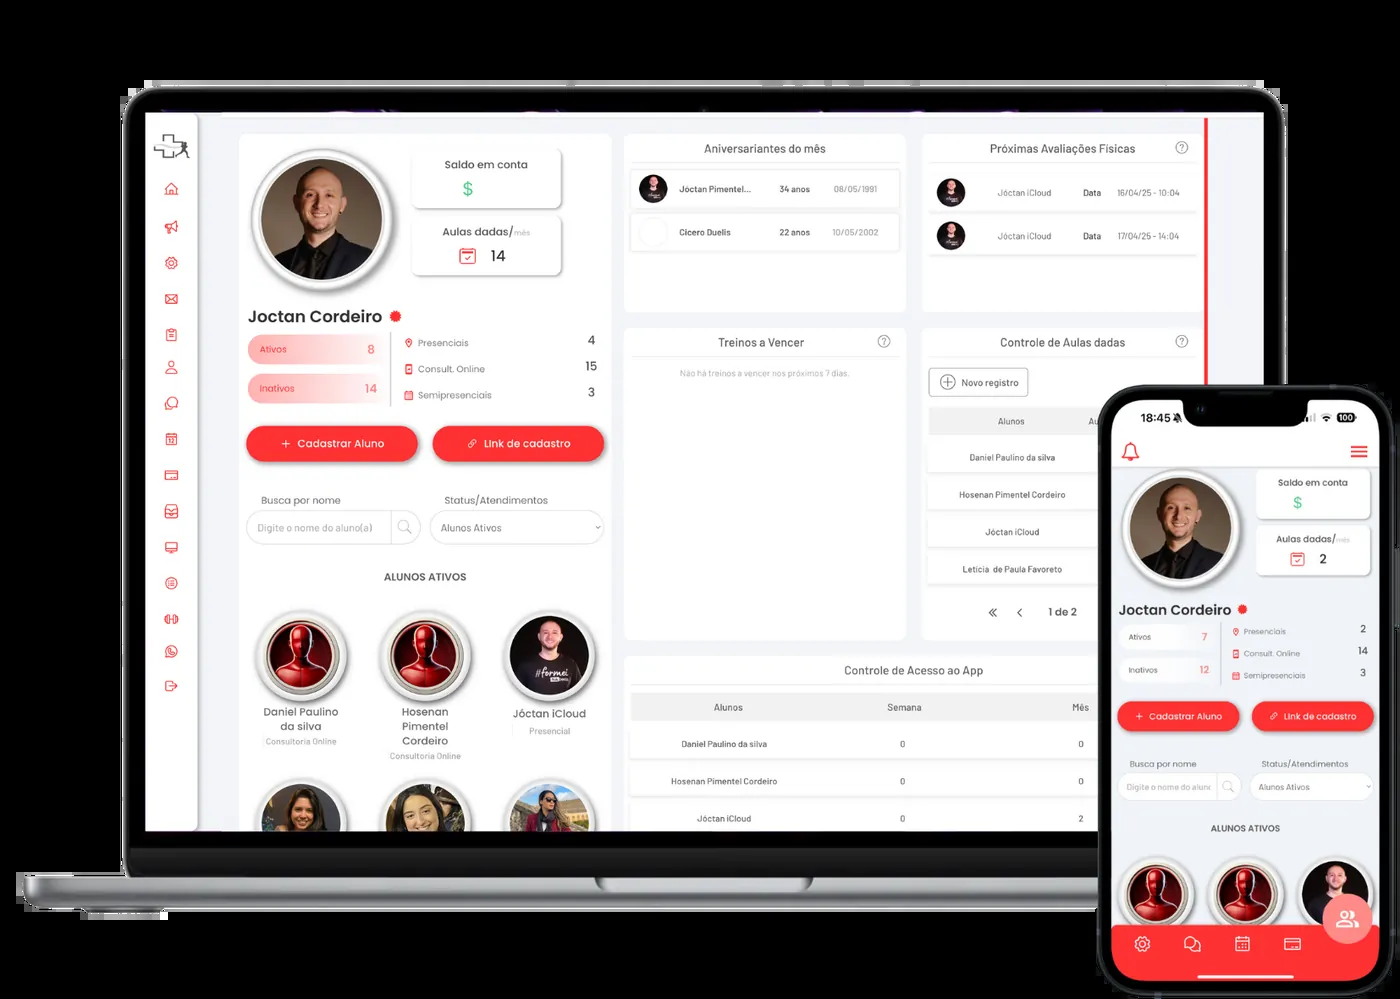 Saldo em conta
$
Aulas dadas/mês
14
Joctan Cordeiro
Ativos 8
Inativos 14
Presenciais 4
Consult. Online 15
Semipresenciais 3
+ Cadastrar Aluno
Link de cadastro
Busca por nome
Status/Atendimentos
Digite o nome do aluno(a)
Alunos Ativos
ALUNOS ATIVOS
#formei
Daniel Paulino
da silva
Consultoria Online
Hosenan
Pimentel
Cordeiro
Consultoria Online
Jóctan iCloud
Presencial
Aniversariantes do mês
Jóctan Pimentel... 34 anos 08/05/1991
Cícero Duelis 22 anos 10/05/2002
Próximas Avaliações Físicas ?
Jóctan iCloud Data 16/04/25 - 10:04
Jóctan iCloud Data 17/04/25 - 14:04
Treinos a Vencer ?
Não há treinos a vencer nos próximos 7 dias.
Controle de Aulas dadas ?
Novo registro
Alunos Au
Daniel Paulino da silva
Hosenan Pimentel Cordeiro
Jóctan iCloud
Leticia de Paula Favoreto
« ‹ 1 de 2
Controle de Acesso ao App
Alunos Semana Mês
Daniel Paulino da silva 0 0
Hosenan Pimentel Cordeiro 0 0
Jóctan iCloud 0 2
18:45 100
Saldo em conta
$
Aulas dadas/mês
2
Joctan Cordeiro
Ativos 7
Inativos 12
Presenciais 2
Consult. Online 14
Semipresenciais 3
+ Cadastrar Aluno
Link de cadastro
Busca por nome
Status/Atendimentos
Digite o nome do aluno
Alunos Ativos
ALUNOS ATIVOS